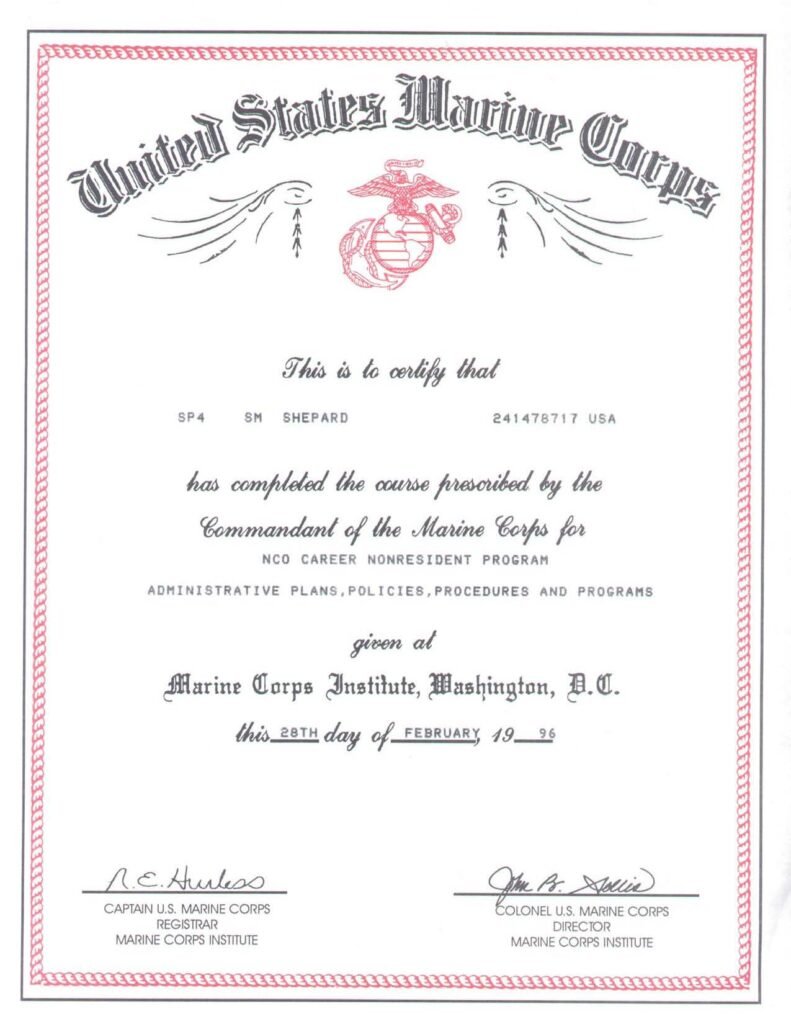 United States Marine Corps
This is to certify that
SP4 SM SHEPARD 241478717 USA
has completed the course prescribed by the
Commandant of the Marine Corps for
NCO CAREER NONRESIDENT PROGRAM
ADMINISTRATIVE PLANS,POLICIES,PROCEDURES AND PROGRAMS
given at
Marine Corps Institute, Washington, D.C.
this 28TH day of FEBRUARY, 19 96
R.E. Hurless
CAPTAIN U.S. MARINE CORPS
REGISTRAR
MARINE CORPS INSTITUTE
John B. Sollis
COLONEL U.S. MARINE CORPS
DIRECTOR
MARINE CORPS INSTITUTE